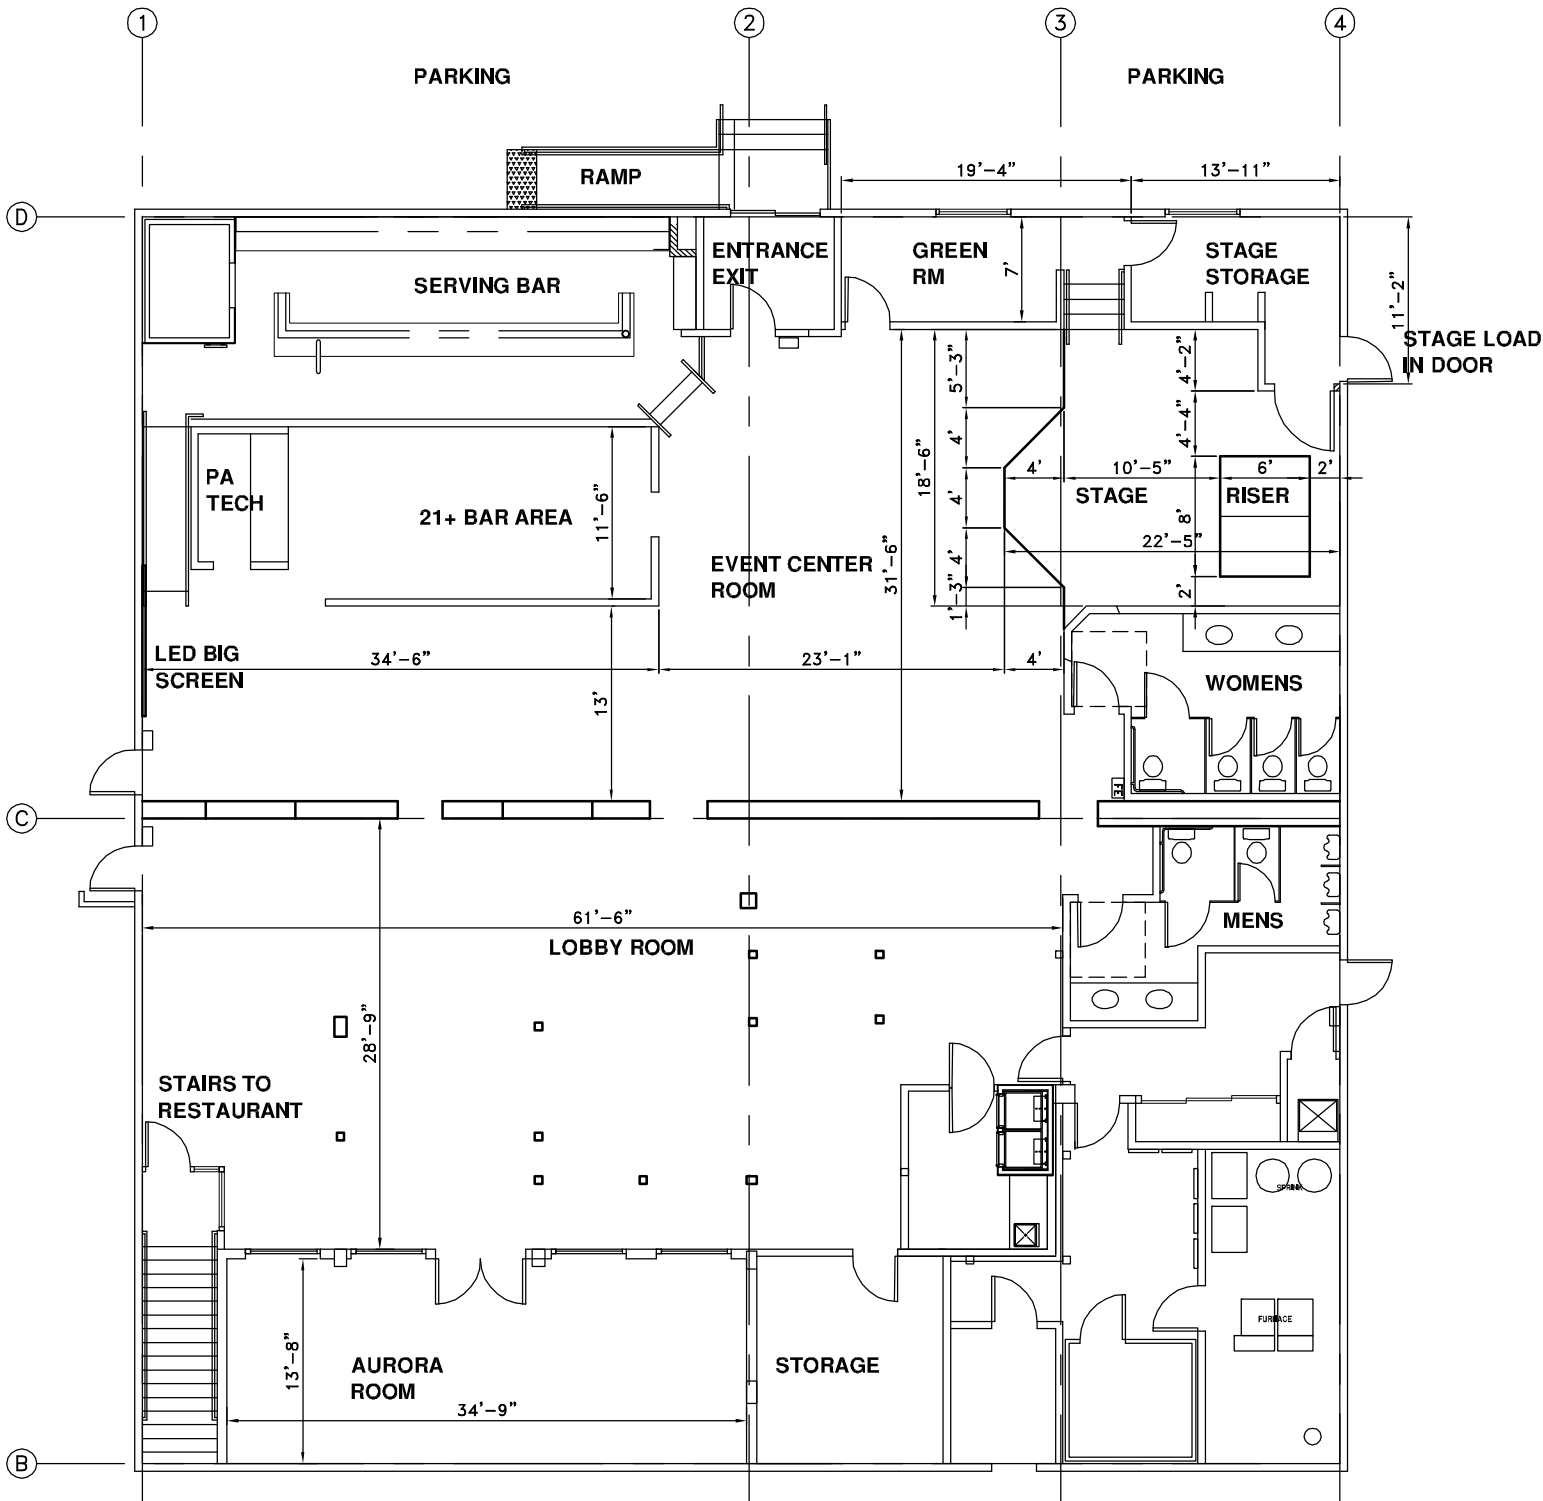 1
2
3
4
PARKING
PARKING
RAMP
19'-4"
13'-11"
D
ENTRANCE
EXIT
GREEN
RM
7'
STAGE
STORAGE
SERVING BAR
11'-2"
STAGE LOAD
IN DOOR
5'-3"
4'-2"
4'
4'-4"
18'-6"
PA
TECH
4'
10'-5"
6'
2'
STAGE
RISER
21+ BAR AREA
11'-6"
4'
8'
22'-5"
EVENT CENTER
ROOM
31'-6"
4'
1'-3"
2'
LED BIG
SCREEN
34'-6"
23'-1"
4'
13'
WOMENS
FE
C
61'-6"
LOBBY ROOM
MENS
28'-9"
STAIRS TO
RESTAURANT
SPRINK
FURNACE
13'-8"
AURORA
ROOM
STORAGE
34'-9"
B